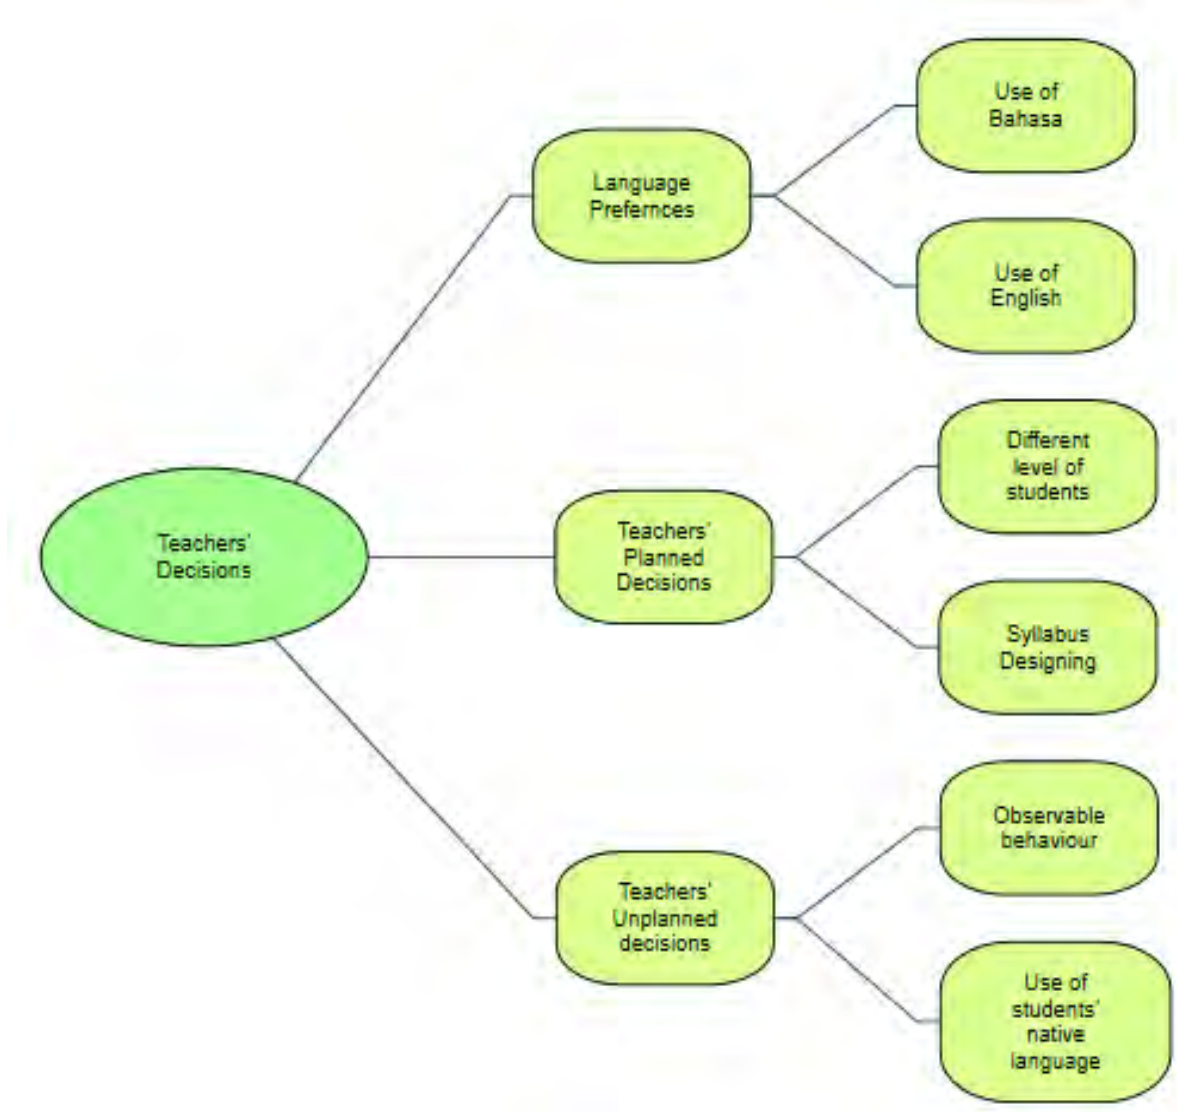 Use of
Bahasa
Language
Prefernces
Use of
English
Different
level of
students
Teachers'
Planned
Decisions
Teachers'
Decisions
Syllabus
Designing
Observable
behaviour
Teachers'
Unplanned
decisions
Use of
students'
native
language